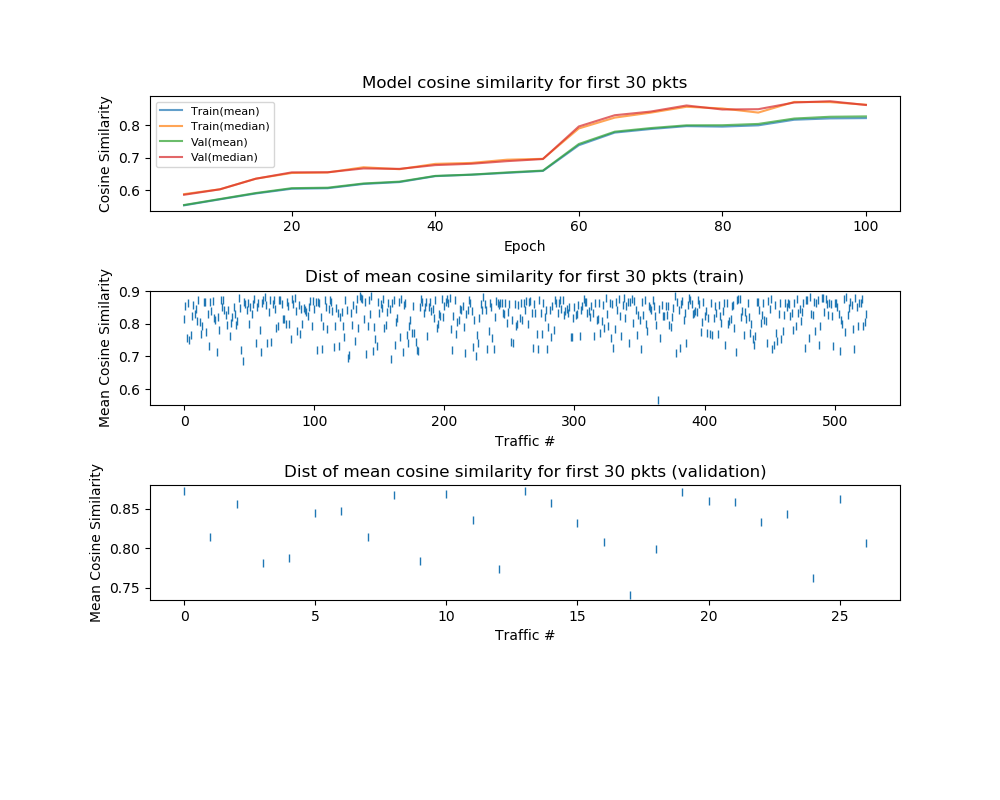 Model cosine similarity for first 30 pkts
Cosine Similarity
0.8
0.7
0.6
Train(mean)
Train(median)
Val(mean)
Val(median)
20 40 60 80 100
Epoch
Dist of mean cosine similarity for first 30 pkts (train)
Mean Cosine Similarity
0.9
0.8
0.7
0.6
0 100 200 300 400 500
Traffic #
Dist of mean cosine similarity for first 30 pkts (validation)
Mean Cosine Similarity
0.85
0.80
0.75
0 5 10 15 20 25
Traffic #